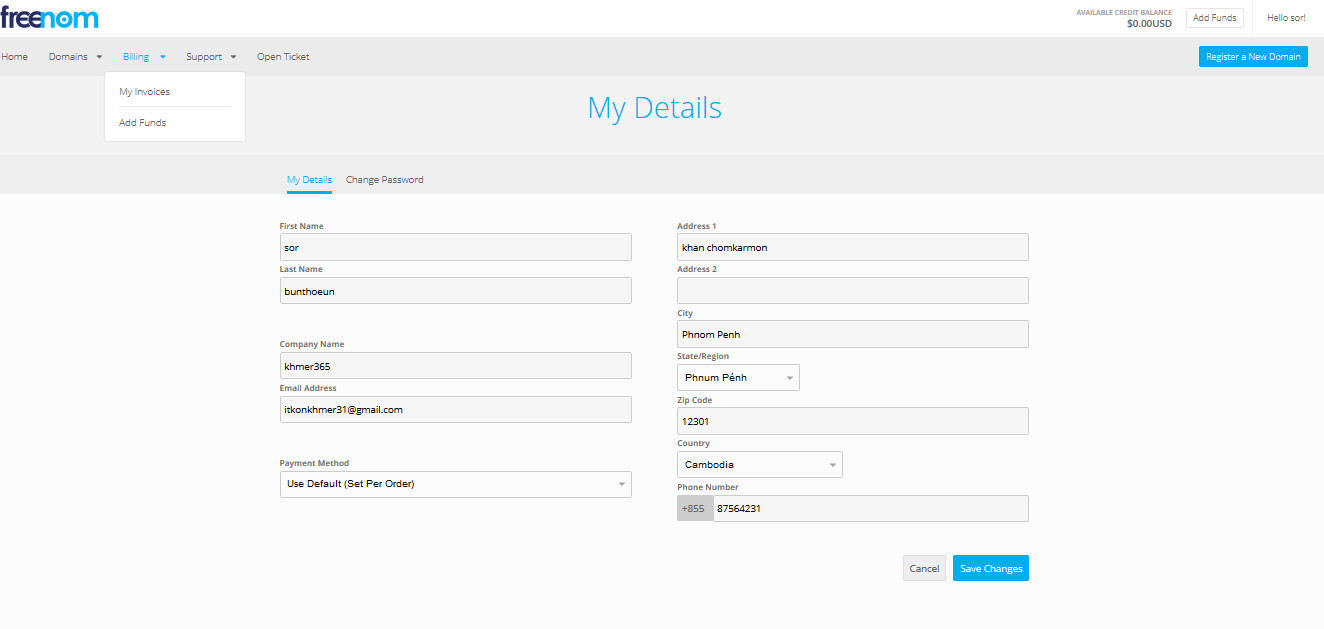 freenom
AVAILABLE CREDIT BALANCE
$0.00USD
Add Funds
Hello sor!
Home
Domains
Billing
Support
Open Ticket
Register a New Domain
My Invoices
Add Funds
My Details
My Details
Change Password
First Name
sor
Last Name
bunthoeun
Company Name
khmer365
Email Address
itkonkhmer31@gmail.com
Payment Method
Use Default (Set Per Order)
Address 1
khan chomkarmon
Address 2
City
Phnom Penh
State/Region
Phnum Pénh
Zip Code
12301
Country
Cambodia
Phone Number
+855 87564231
Cancel
Save Changes